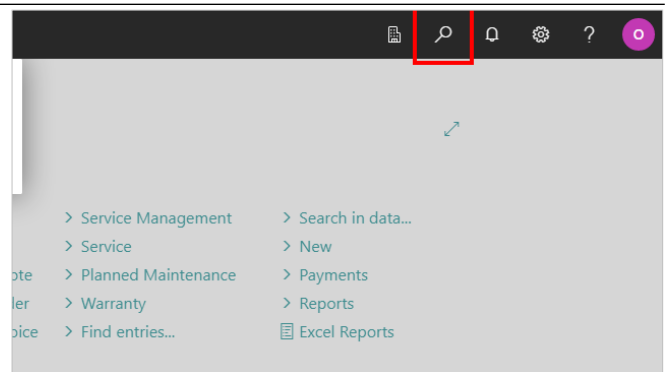 O
Service Management
Search in data...
Service
New
Planned Maintenance
Payments
Warranty
Reports
Find entries...
Excel Reports